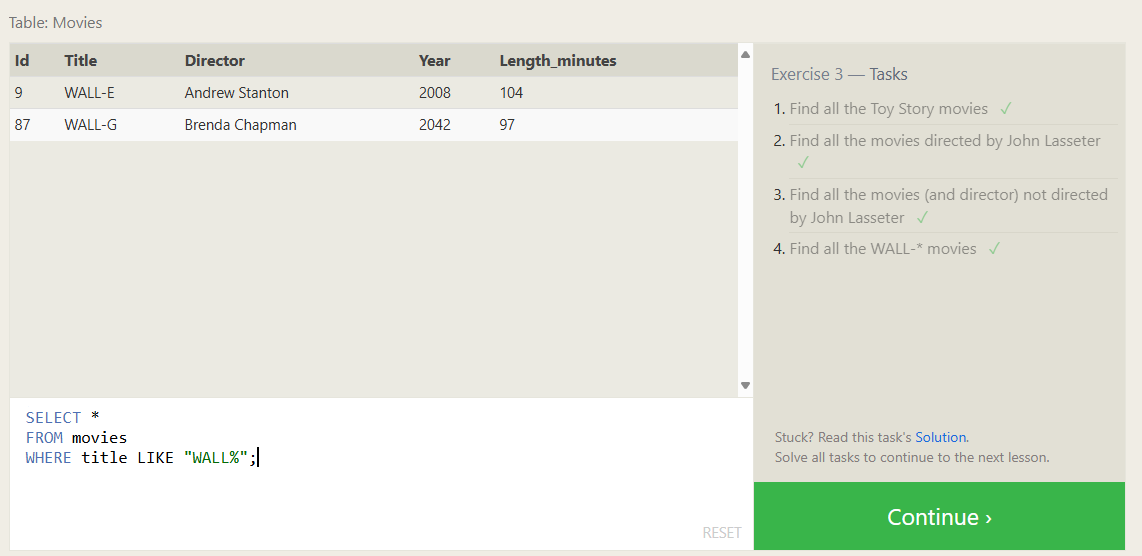 Table: Movies
Id Title Director Year Length_minutes
9 WALL-E Andrew Stanton 2008 104
87 WALL-G Brenda Chapman 2042 97
SELECT *
FROM movies
WHERE title LIKE "WALL%";
RESET
Exercise 3 — Tasks
1. Find all the Toy Story movies ✓
2. Find all the movies directed by John Lasseter
✓
3. Find all the movies (and director) not directed
by John Lasseter ✓
4. Find all the WALL-* movies ✓
Stuck? Read this task's Solution.
Solve all tasks to continue to the next lesson.
Continue ›